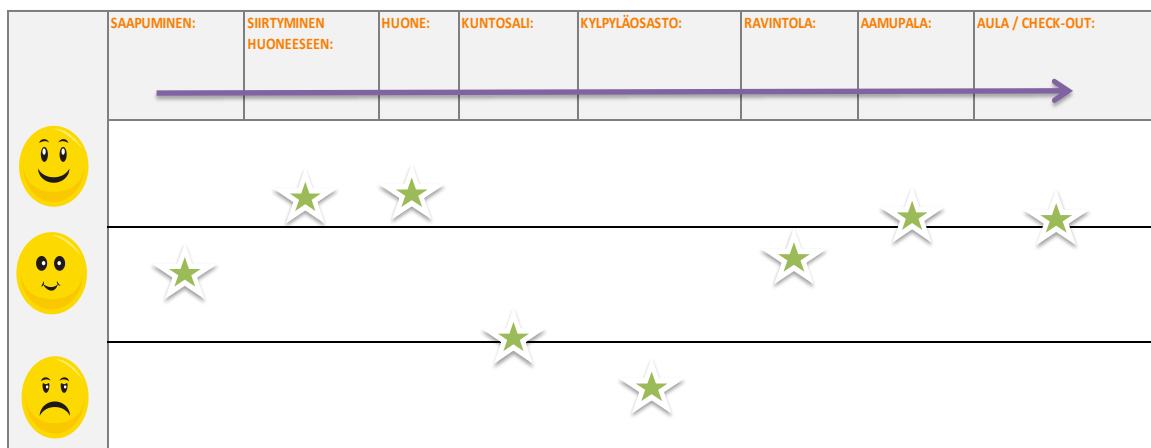 SAAPUMINEN:
SIIRTYMINEN
HUONEESEEN:
HUONE:
KUNTOSALI:
KYLPYLÄOSASTO:
RAVINTOLA:
AAMUPALA:
AULA / CHECK-OUT: